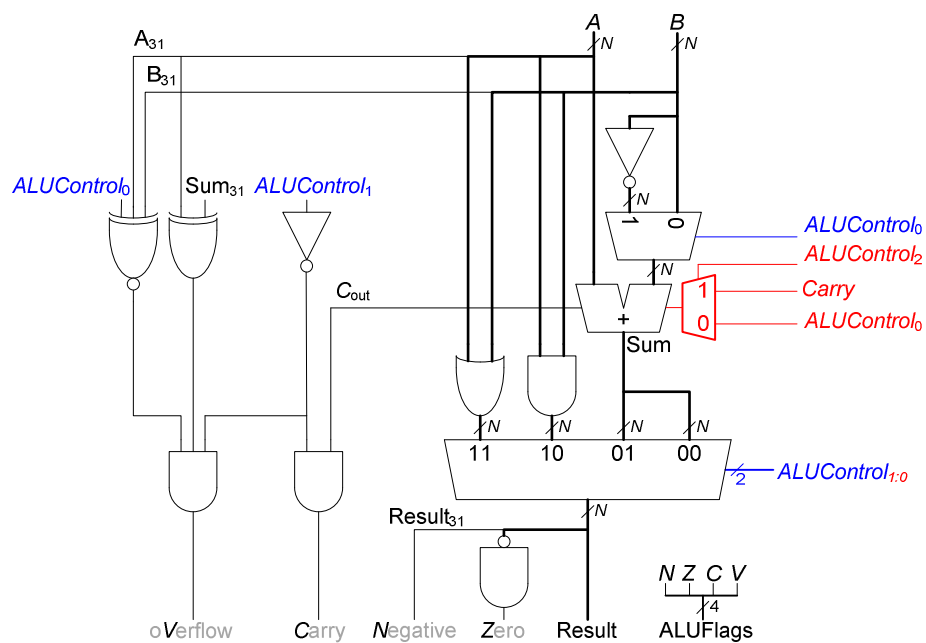 A B
N N
A31
B31
ALUControl0 Sum31 ALUControl1
N
1 0
ALUControl0
ALUControl2
N
Cout
1 Carry
+ 0 ALUControl0
Sum
N N N N
11 10 01 00
2 ALUControl1:0
N
Result31
N Z C V
4
oVerflow Carry Negative Zero Result ALUFlags